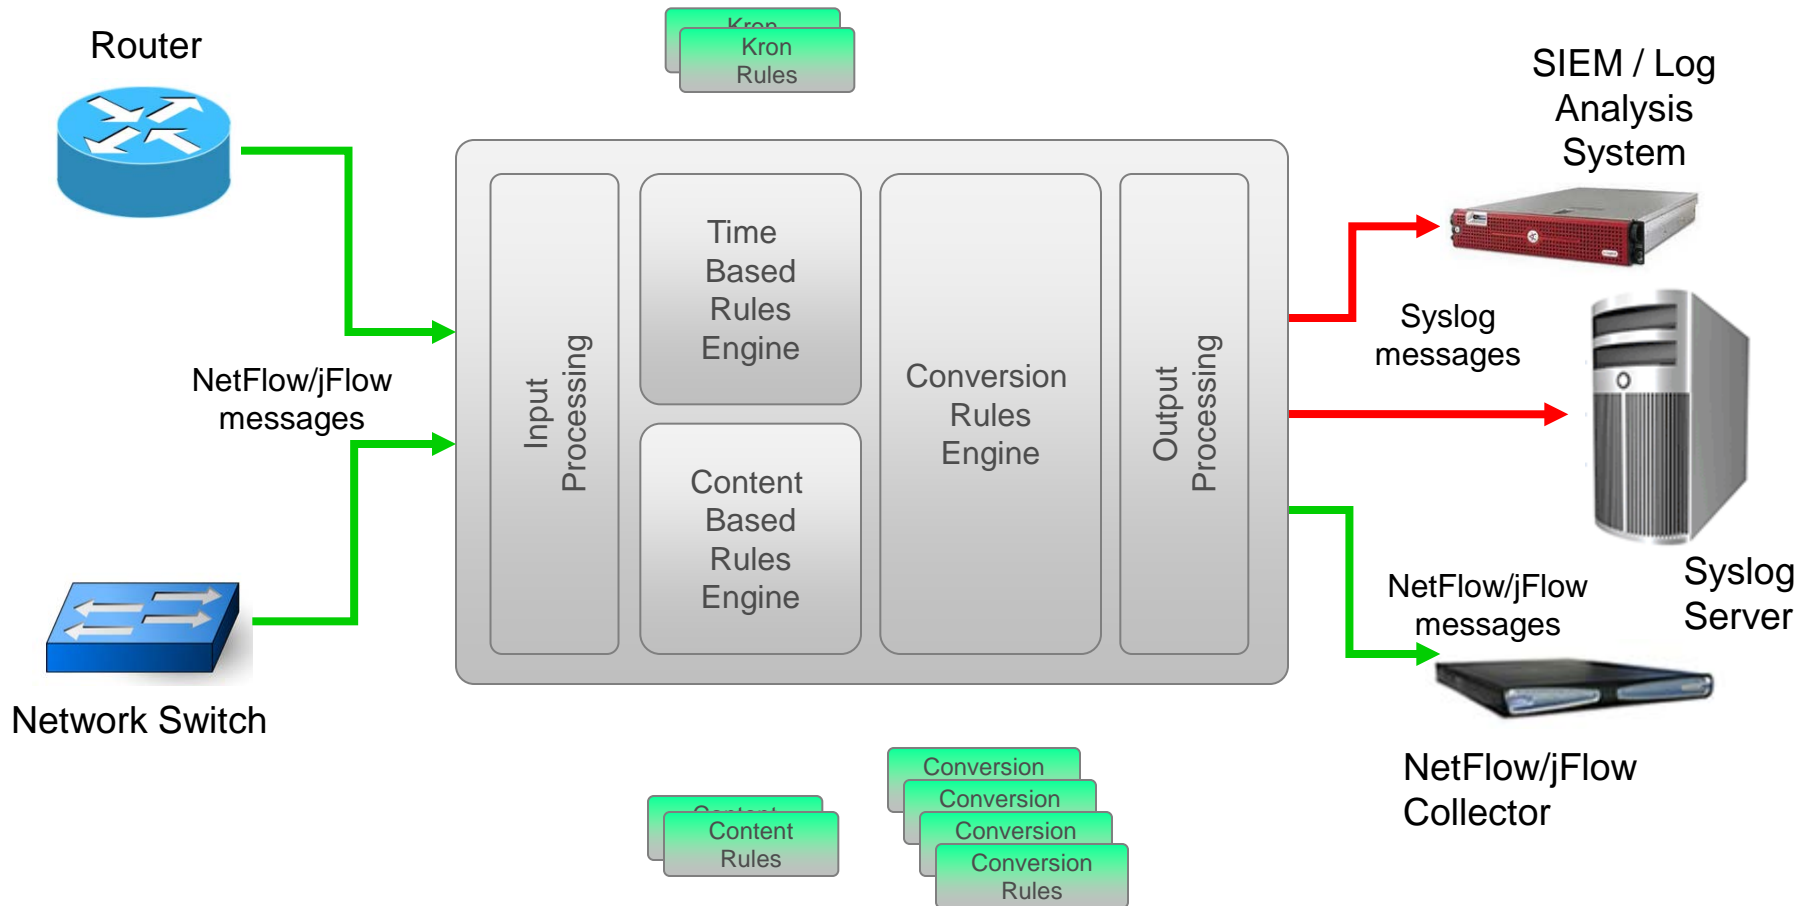 Router
Kron
Kron
Rules
SIEM / Log
Analysis
System
Time
Based
Rules
Engine
Input
Processing
Conversion
Rules
Engine
Output
Processing
Content
Based
Rules
Engine
NetFlow/jFlow
messages
Syslog
messages
Syslog
Server
NetFlow/jFlow
messages
Network Switch
NetFlow/jFlow
Collector
Content
Content
Rules
Conversion
Conversion
Conversion
Conversion
Rules